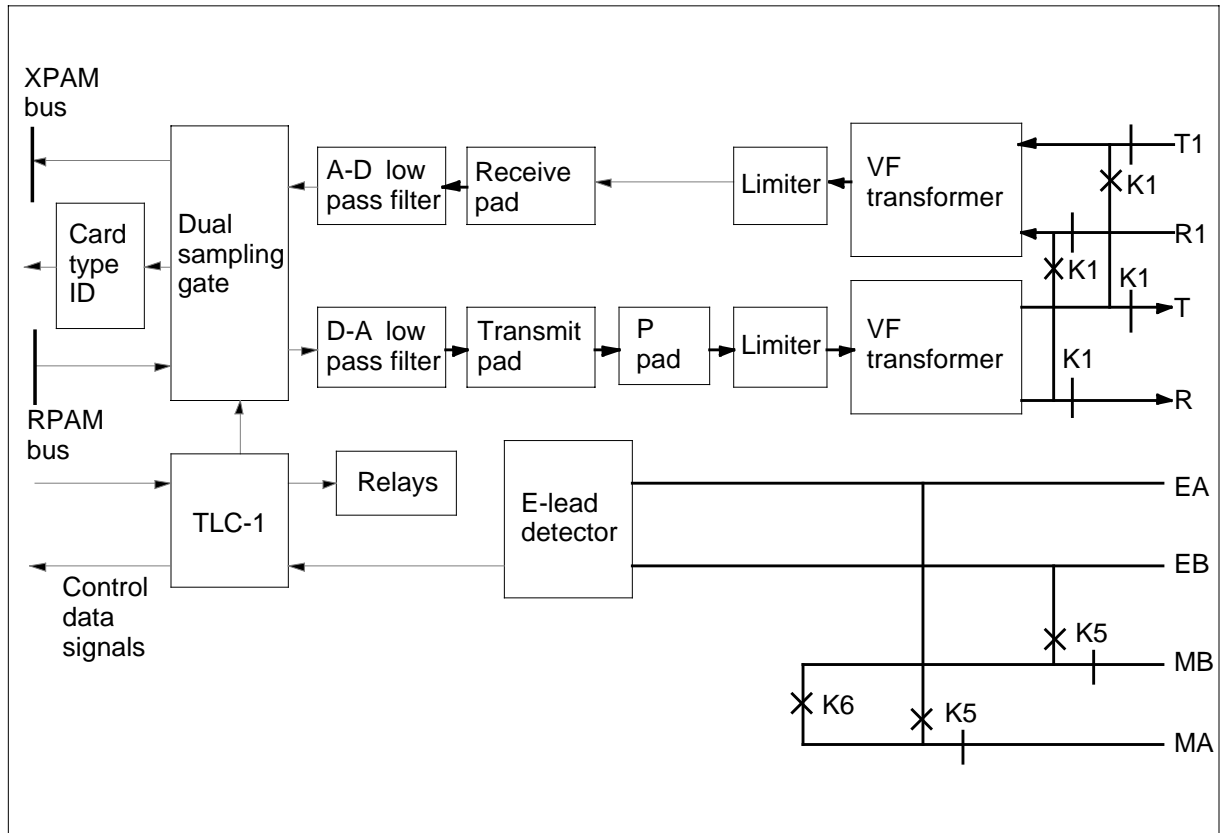 XPAM
bus
A-D low
pass filter
Receive
pad
Limiter
VF
transformer
T1
K1
Card
type
ID
Dual
sampling
gate
R1
K1
K1
D-A low
pass filter
Transmit
pad
P
pad
Limiter
VF
transformer
T
K1
R
RPAM
bus
TLC-1
Relays
E-lead
detector
EA
EB
Control
data
signals
K5
MB
K6
K5
MA